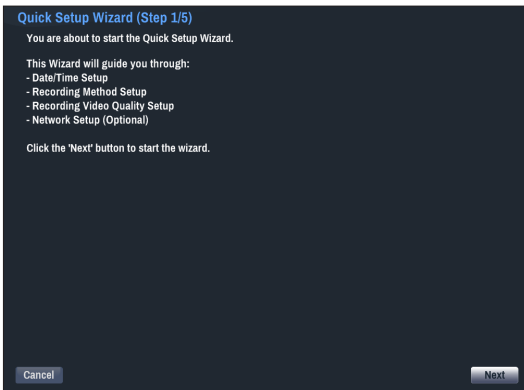 Quick Setup Wizard (Step 1/5)
You are about to start the Quick Setup Wizard.
This Wizard will guide you through:
- Date/Time Setup
- Recording Method Setup
- Recording Video Quality Setup
- Network Setup (Optional)
Click the 'Next' button to start the wizard.
Cancel
Next